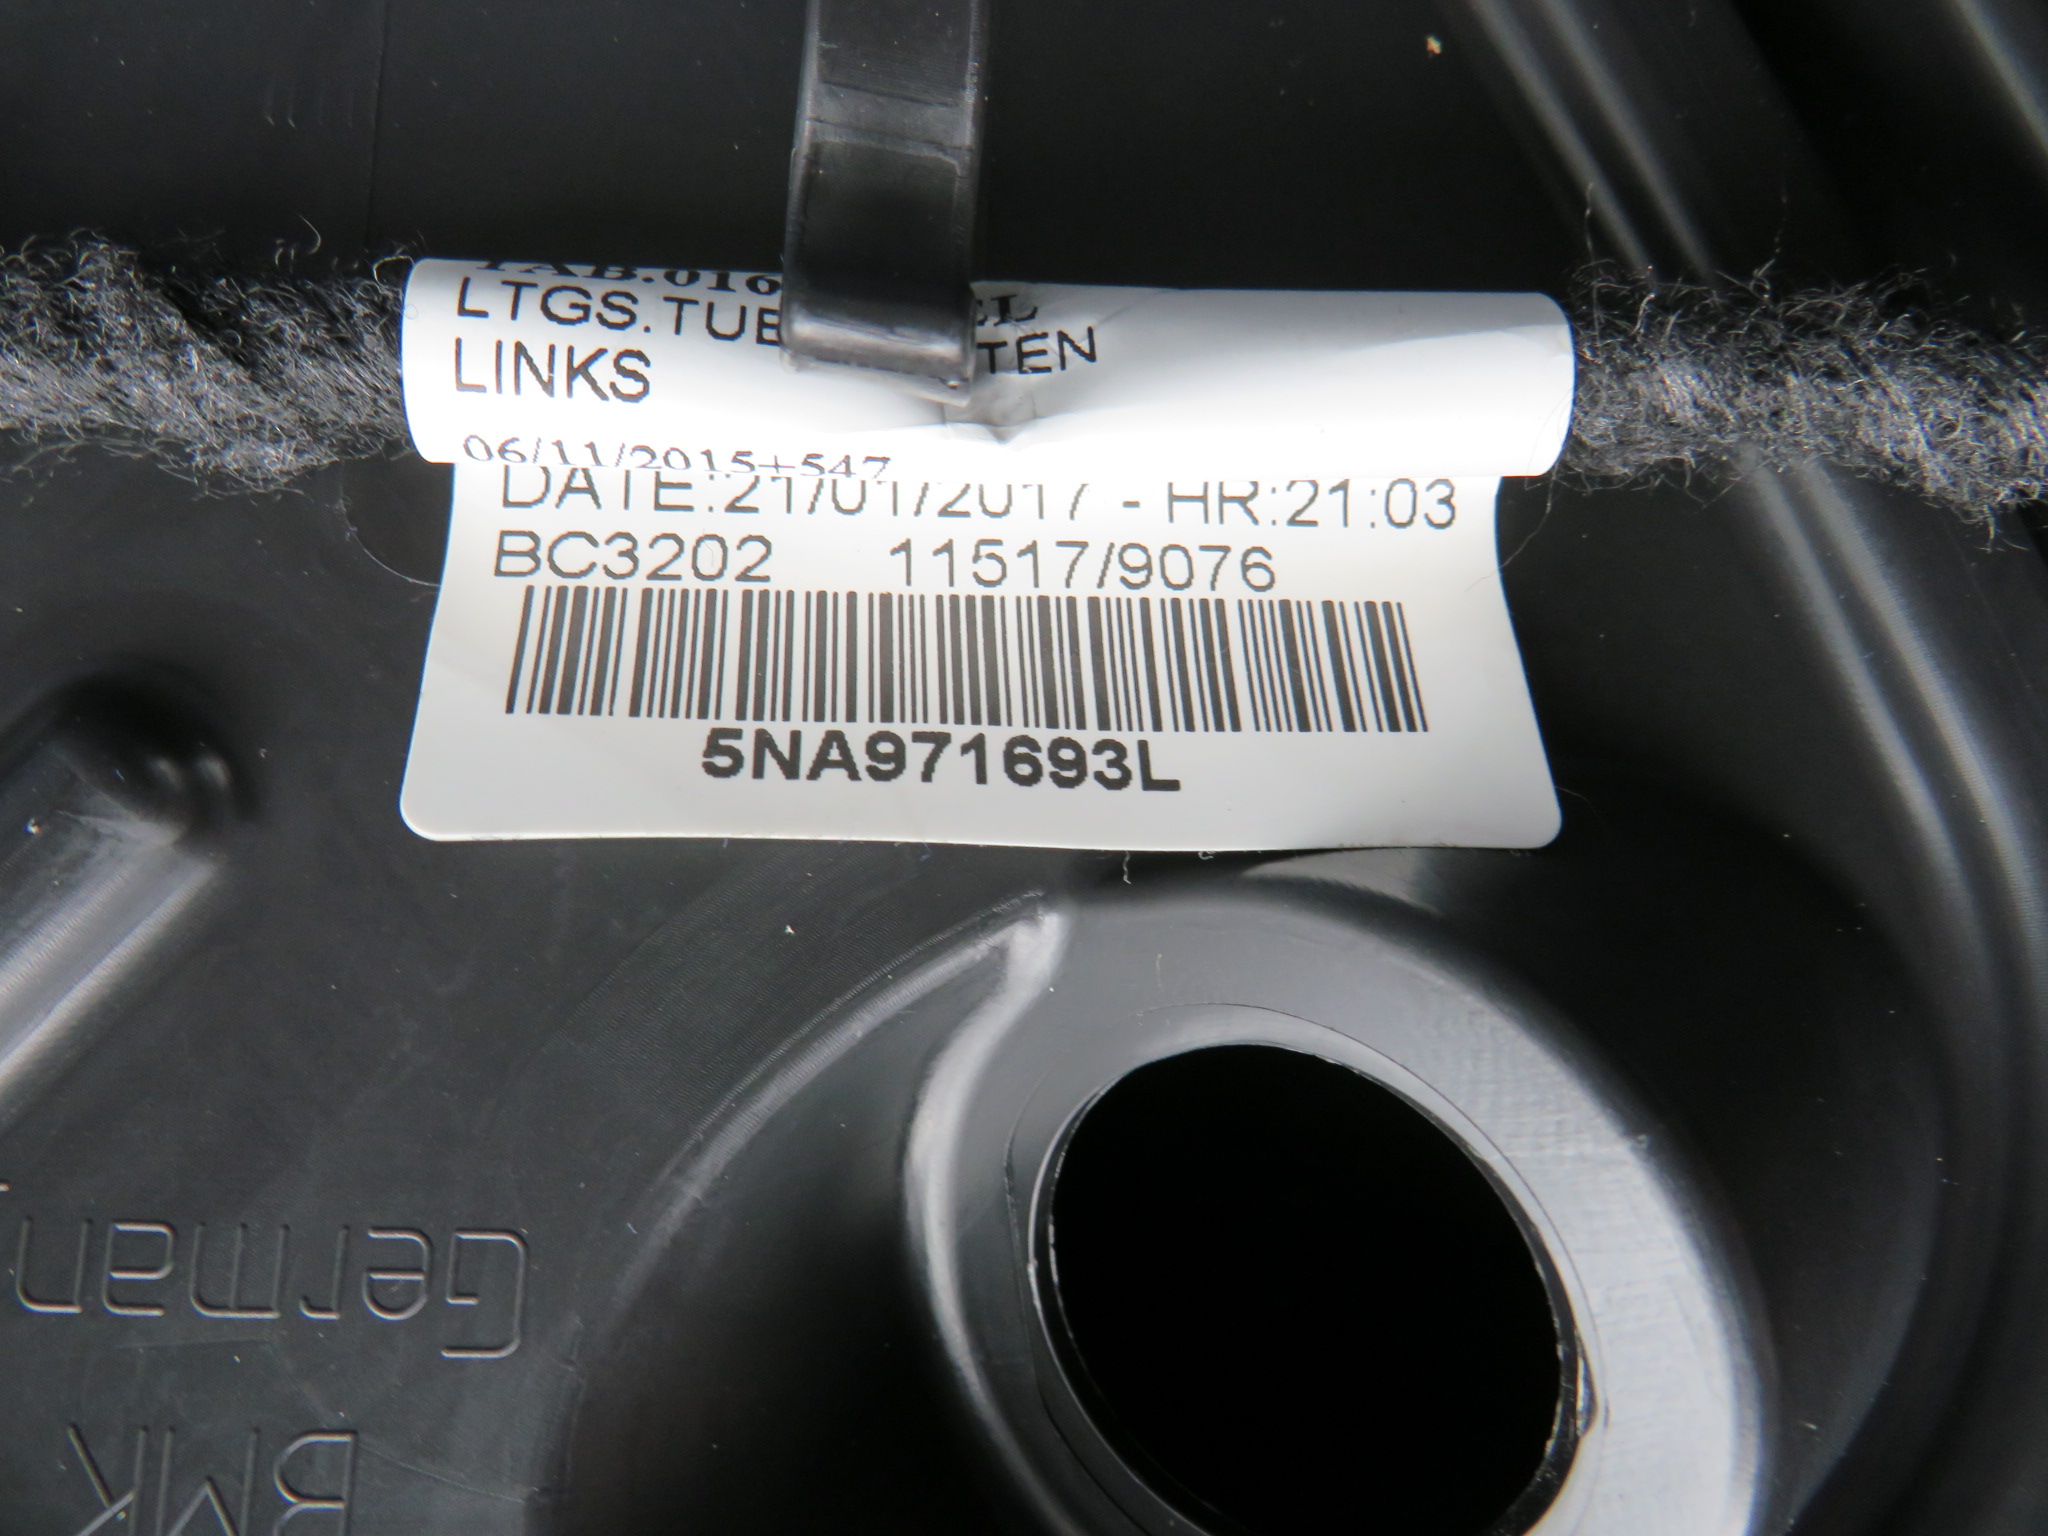 LTGS.TUE TEN
LINKS
06/11/2015+547
DATE:21/01/2017 - HR:21:03
BC3202 11517/9076
5NA971693L
German
BMK